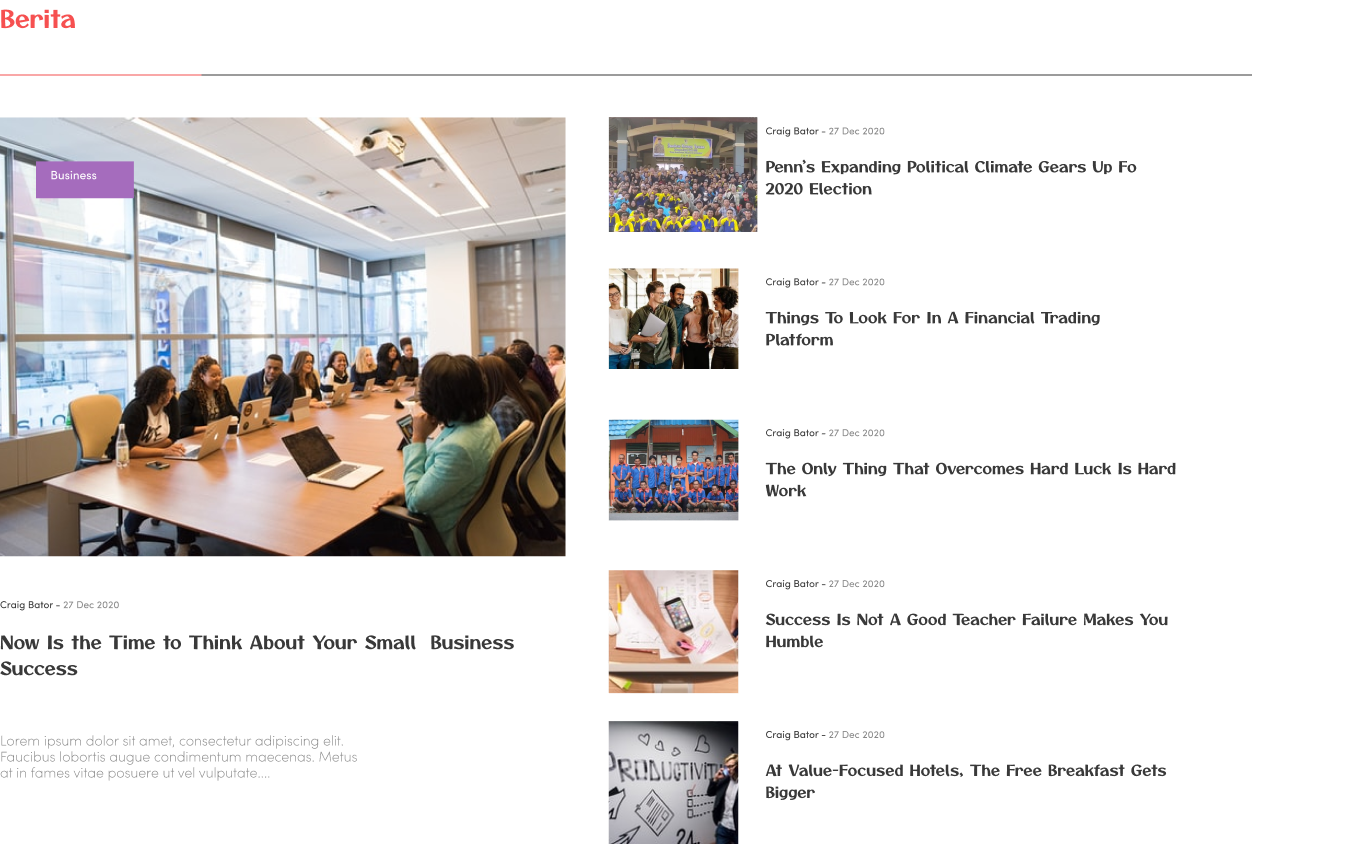 Berita
Business
Craig Bator - 27 Dec 2020
Now Is the Time to Think About Your Small Business
Success
Lorem ipsum dolor sit amet, consectetur adipiscing elit.
Faucibus lobortis augue condimentum maecenas. Metus
at in fames vitae posuere ut vel vulputate....
Craig Bator - 27 Dec 2020
Penn's Expanding Political Climate Gears Up Fo
2020 Election
Craig Bator - 27 Dec 2020
Things To Look For In A Financial Trading
Platform
Craig Bator - 27 Dec 2020
The Only Thing That Overcomes Hard Luck Is Hard
Work
Craig Bator - 27 Dec 2020
Success Is Not A Good Teacher Failure Makes You
Humble
PRODUCTIVIT
24
Craig Bator - 27 Dec 2020
At Value-Focused Hotels, The Free Breakfast Gets
Bigger